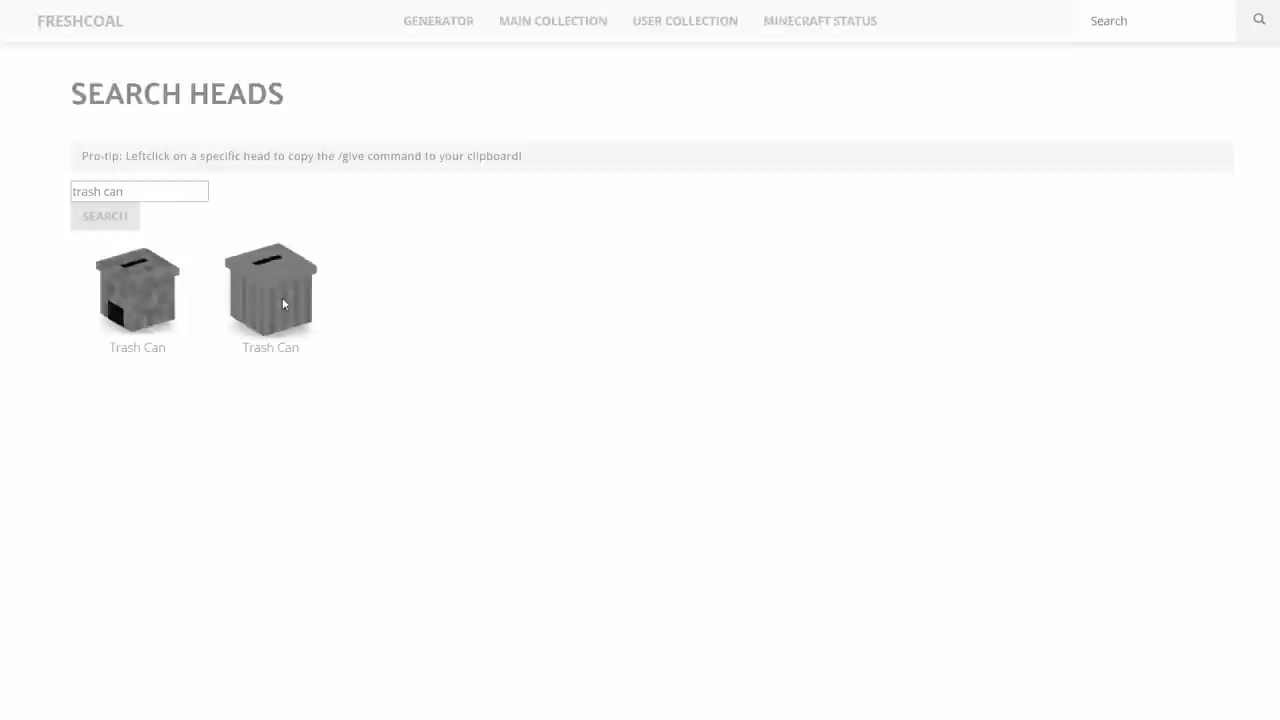 FRESHCOAL
GENERATOR MAIN COLLECTION USER COLLECTION MINECRAFT STATUS
Search
SEARCH HEADS
Pro-tip: Leftclick on a specific head to copy the /give command to your clipboard!
trash can
SEARCH
Trash Can Trash Can